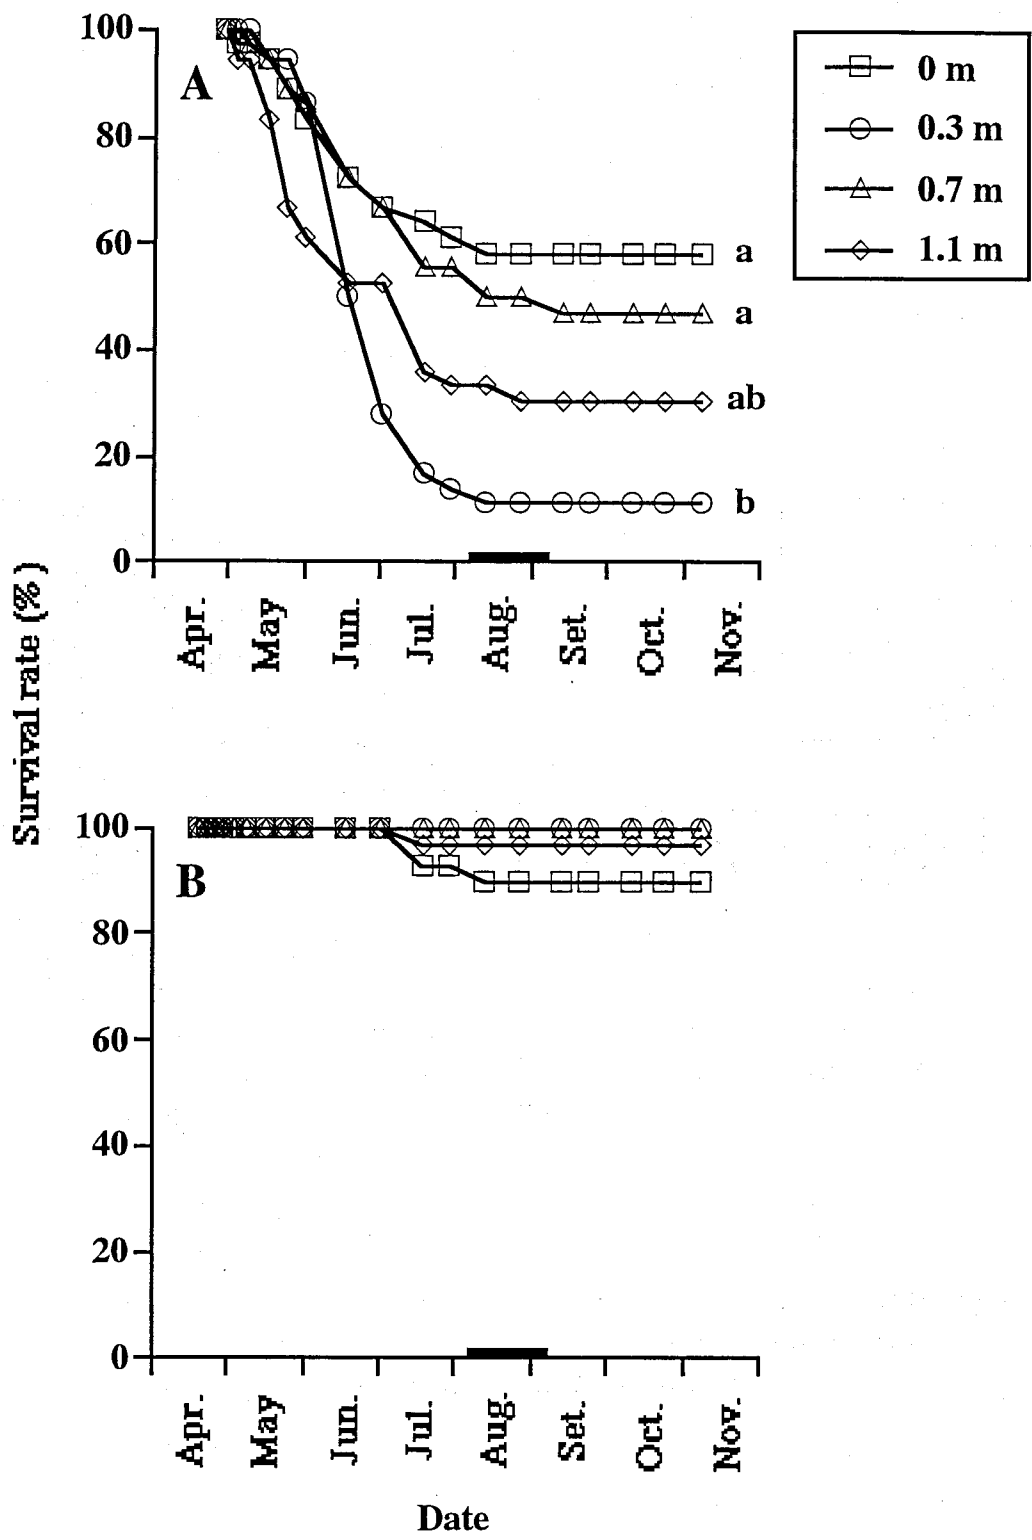 100
80
60
40
20
0
A
a
a
ab
b
0 m
0.3 m
0.7 m
1.1 m
Apr.
May
Jun.
Jul.
Aug.
Set.
Oct.
Nov.
Survival rate (%)
100
80
60
40
20
0
B
Apr.
May
Jun.
Jul.
Aug.
Set.
Oct.
Nov.
Date